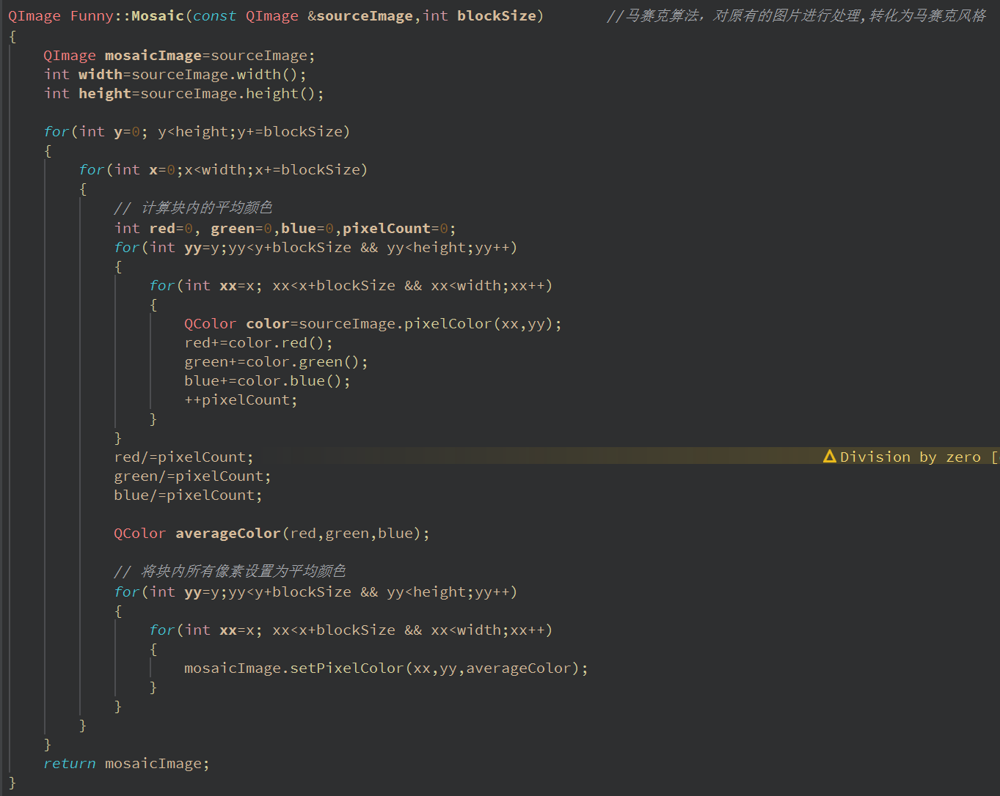 QImage Funny::Mosaic(const QImage &sourceImage,int blockSize)       //马赛克算法，对原有的图片进行处理,转化为马赛克风格
{
    QImage mosaicImage=sourceImage;
    int width=sourceImage.width();
    int height=sourceImage.height();

    for(int y=0; y<height;y+=blockSize)
    {
        for(int x=0;x<width;x+=blockSize)
        {
            // 计算块内的平均颜色
            int red=0, green=0,blue=0,pixelCount=0;
            for(int yy=y;yy<y+blockSize && yy<height;yy++)
            {
                for(int xx=x; xx<x+blockSize && xx<width;xx++)
                {
                    QColor color=sourceImage.pixelColor(xx,yy);
                    red+=color.red();
                    green+=color.green();
                    blue+=color.blue();
                    ++pixelCount;
                }
            }
            red/=pixelCount;    Division by zero [
            green/=pixelCount;
            blue/=pixelCount;

            QColor averageColor(red,green,blue);

            // 将块内所有像素设置为平均颜色
            for(int yy=y;yy<y+blockSize && yy<height;yy++)
            {
                for(int xx=x; xx<x+blockSize && xx<width;xx++)
                {
                    mosaicImage.setPixelColor(xx,yy,averageColor);
                }
            }
        }
    }
    return mosaicImage;
}